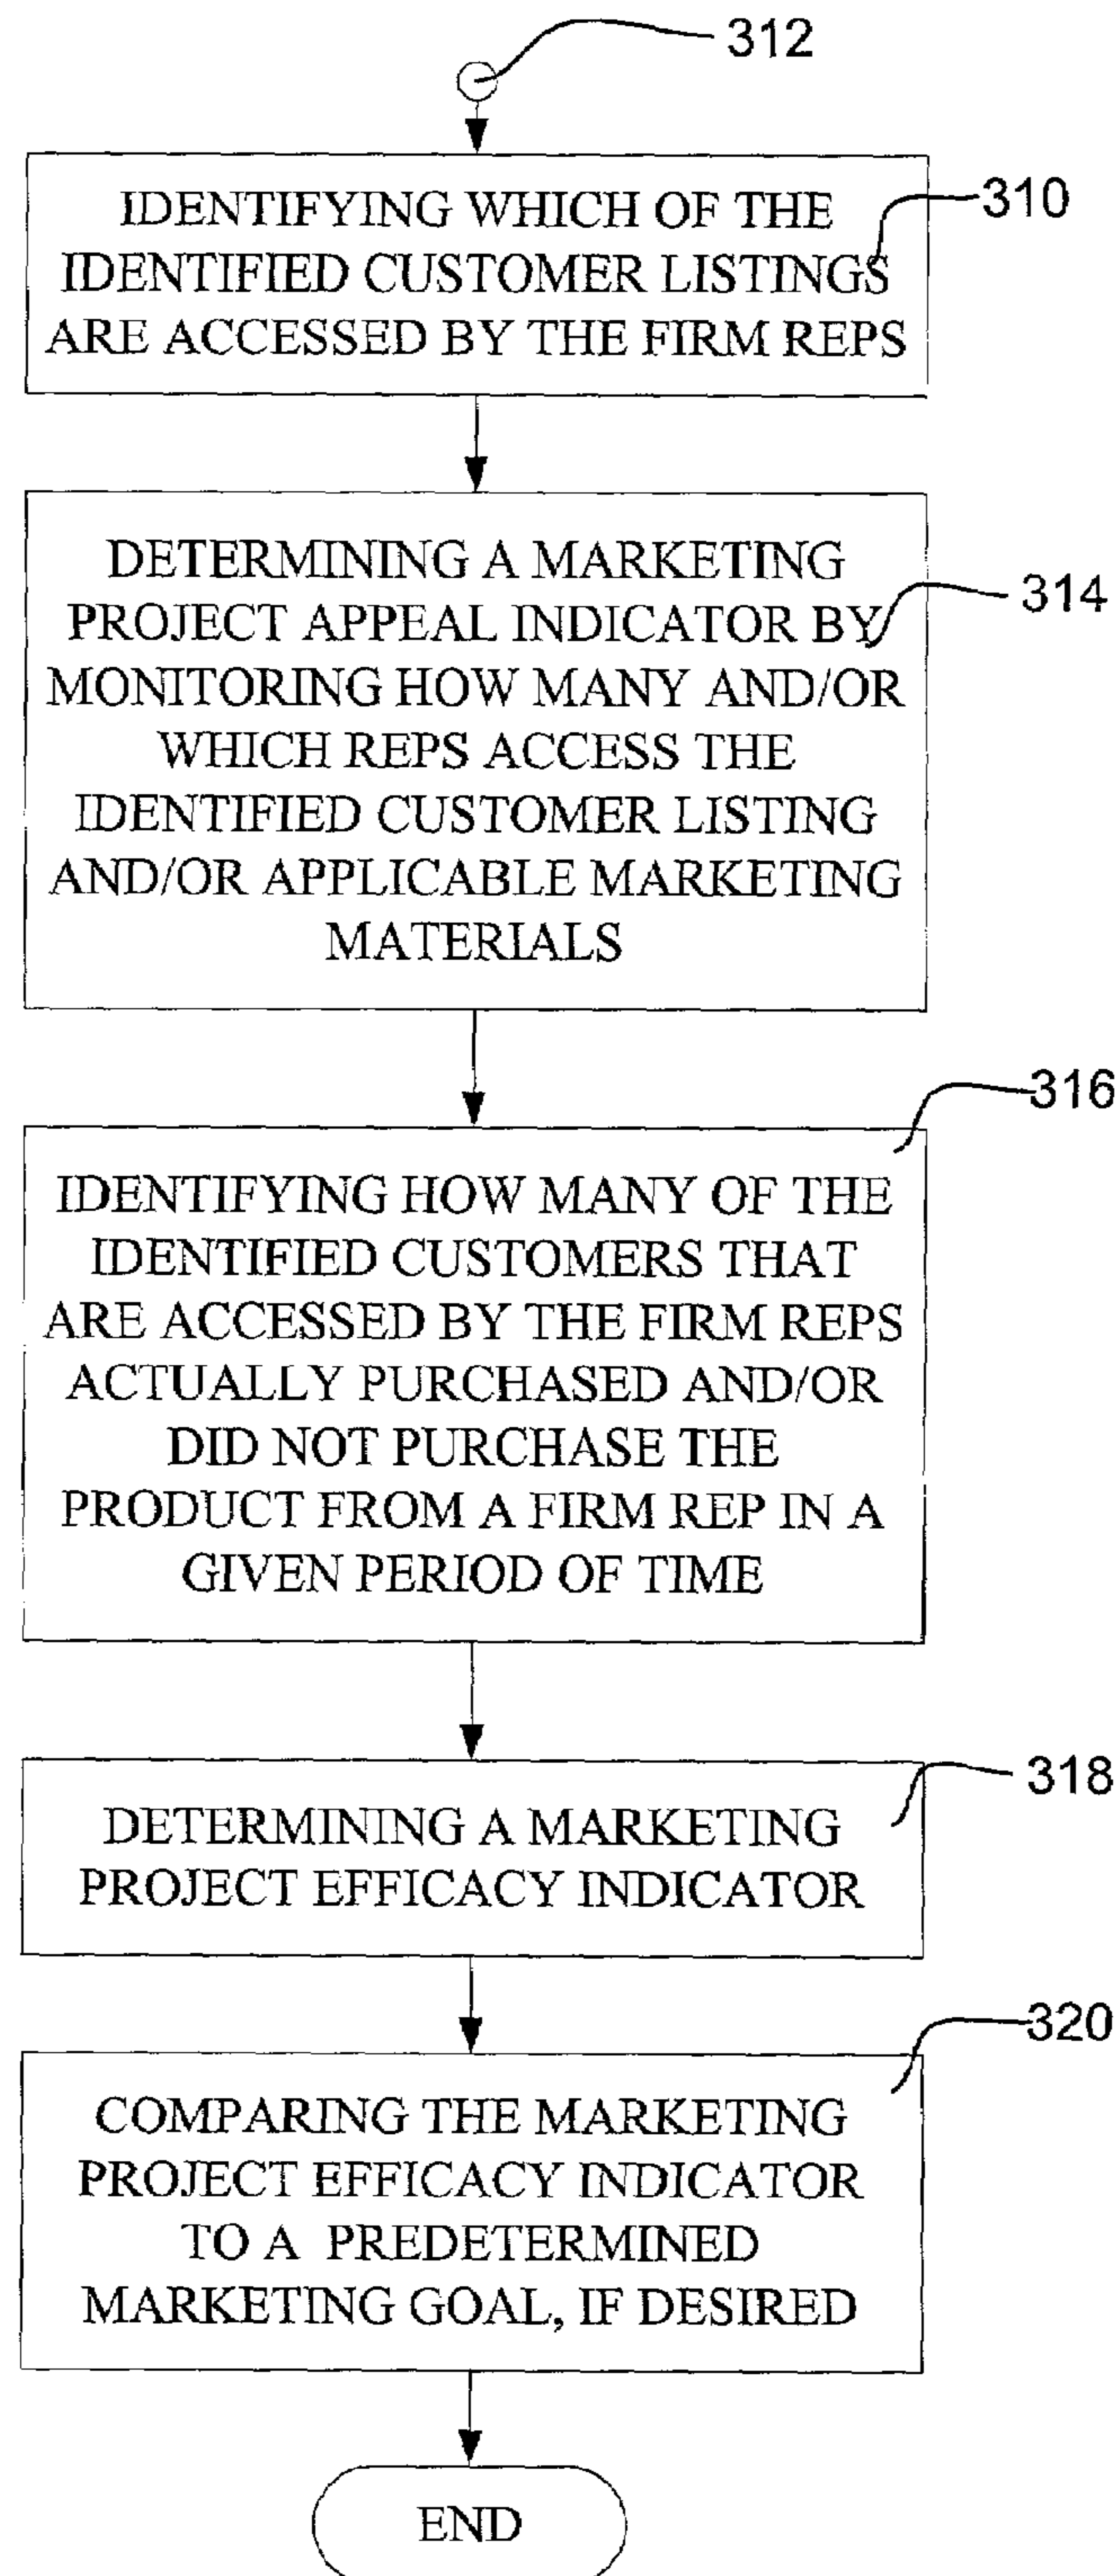 312
IDENTIFYING WHICH OF THE
IDENTIFIED CUSTOMER LISTINGS
ARE ACCESSED BY THE FIRM REPS
310
DETERMINING A MARKETING
PROJECT APPEAL INDICATOR BY
MONITORING HOW MANY AND/OR
WHICH REPS ACCESS THE
IDENTIFIED CUSTOMER LISTING
AND/OR APPLICABLE MARKETING
MATERIALS
314
316
IDENTIFYING HOW MANY OF THE
IDENTIFIED CUSTOMERS THAT
ARE ACCESSED BY THE FIRM REPS
ACTUALLY PURCHASED AND/OR
DID NOT PURCHASE THE
PRODUCT FROM A FIRM REP IN A
GIVEN PERIOD OF TIME
318
DETERMINING A MARKETING
PROJECT EFFICACY INDICATOR
320
COMPARING THE MARKETING
PROJECT EFFICACY INDICATOR
TO A PREDETERMINED
MARKETING GOAL, IF DESIRED
END